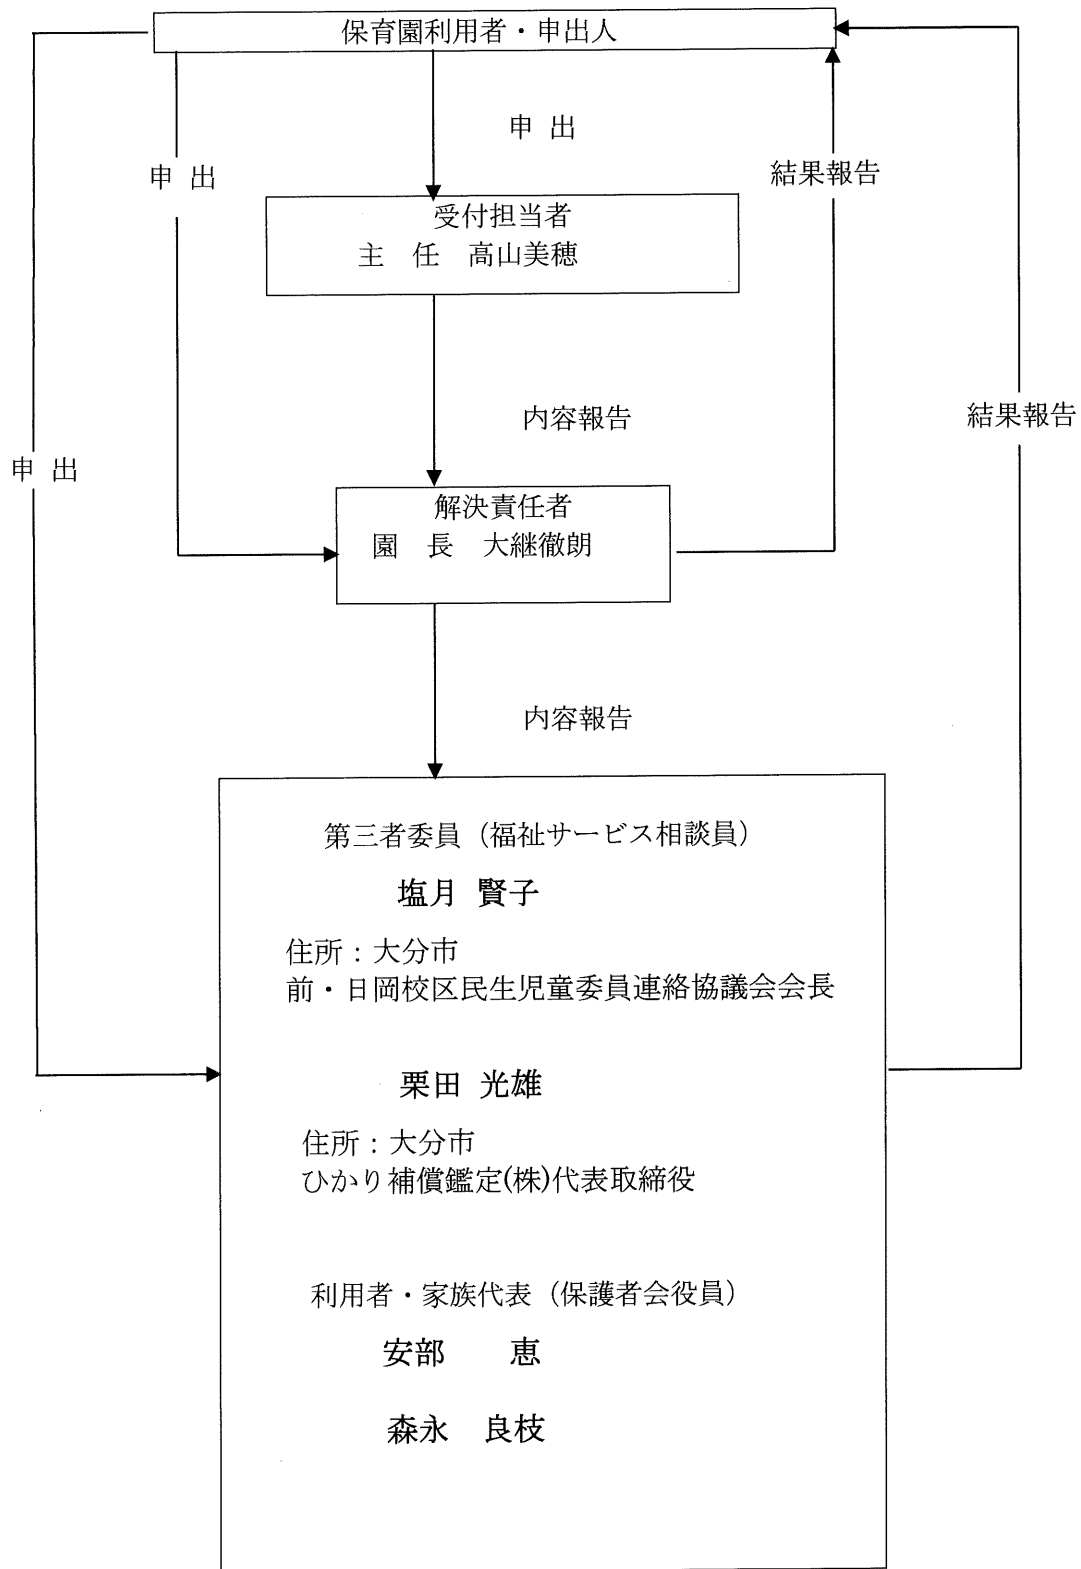 保育園利用者・申出人
申 出
申 出
結果報告
受付担当者
主　任　高山美穂
内容報告
結果報告
申 出
解決責任者
園　長　大継徹朗
内容報告
第三者委員（福祉サービス相談員）
塩月 賢子
住所：大分市
前・日岡校区民生児童委員連絡協議会会長
栗田 光雄
住所：大分市
ひかり補償鑑定(株)代表取締役
利用者・家族代表（保護者会役員）
安部　　恵
森永　良枝